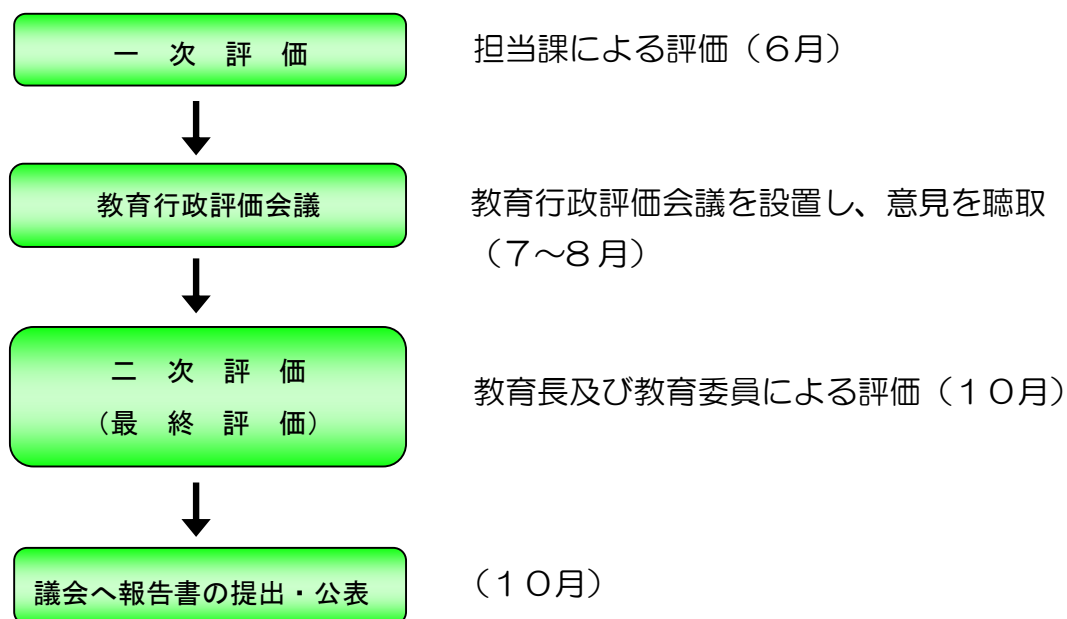 一 次 評 価
担当課による評価（６月）
教育行政評価会議
教育行政評価会議を設置し、意見を聴取
（７～８月）
二 次 評 価
（最 終 評 価）
教育長及び教育委員による評価（１０月）
議会へ報告書の提出・公表
（１０月）